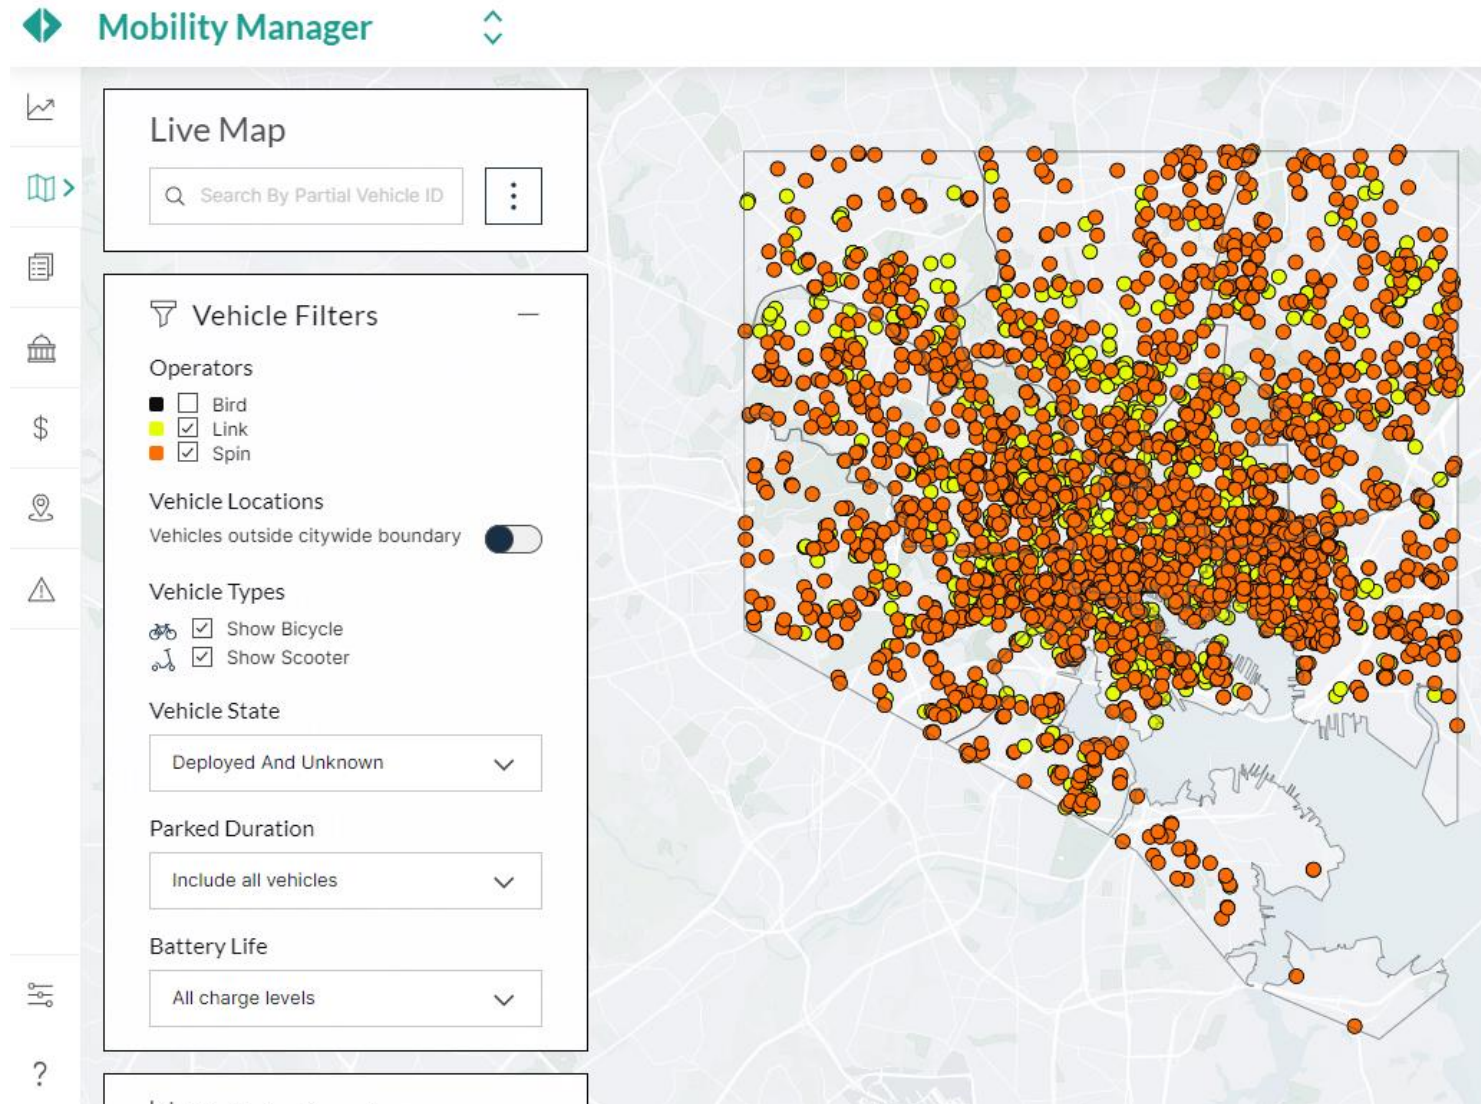 Mobility Manager
Live Map
Search By Partial Vehicle ID
Vehicle Filters
Operators
Bird
Link
Spin
Vehicle Locations
Vehicles outside citywide boundary
Vehicle Types
Show Bicycle
Show Scooter
Vehicle State
Deployed And Unknown
Parked Duration
Include all vehicles
Battery Life
All charge levels
$
?